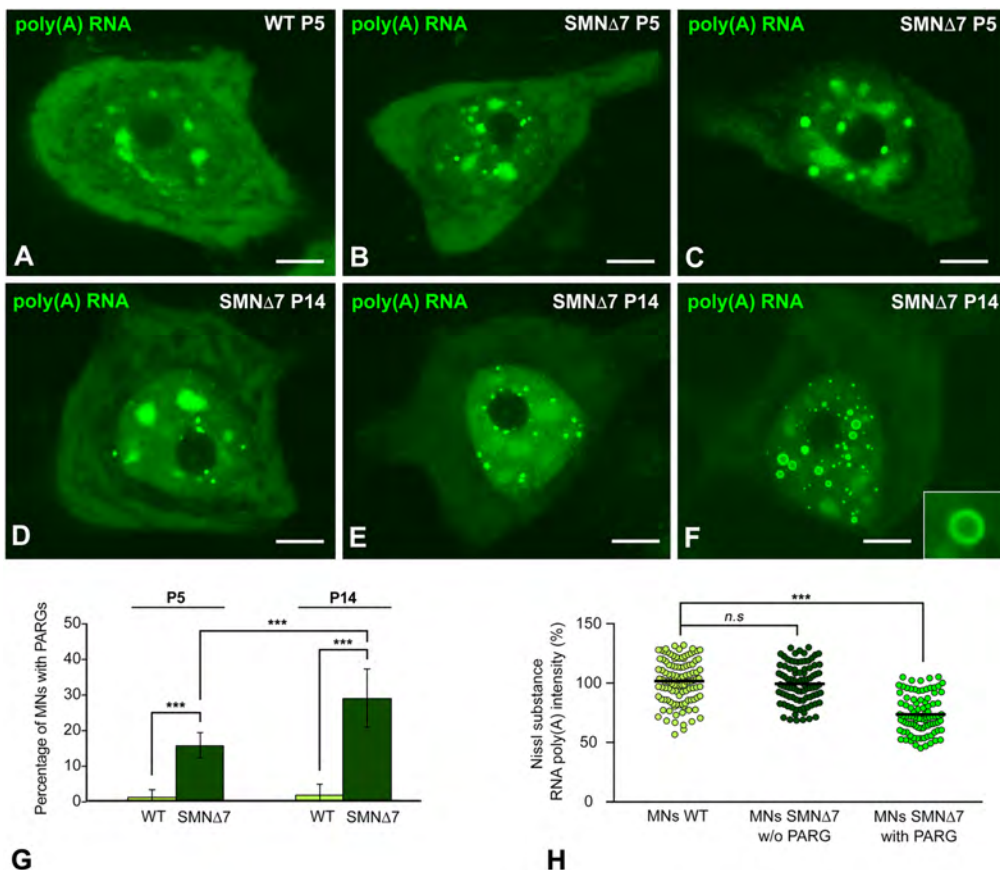 poly(A) RNA WT P5
A
poly(A) RNA SMNΔ7 P5
B
poly(A) RNA SMNΔ7 P5
C
poly(A) RNA SMNΔ7 P14
D
poly(A) RNA SMNΔ7 P14
E
poly(A) RNA SMNΔ7 P14
F
P5 P14
Percentage of MNs with PARGs
50
40
30
20
10
0
***
***
***
WT SMNΔ7 WT SMNΔ7
G
Nissl substance
RNA poly(A) intensity (%)
150
100
50
0
***
n.s
MNs WT
MNs SMNΔ7
w/o PARG
MNs SMNΔ7
with PARG
H